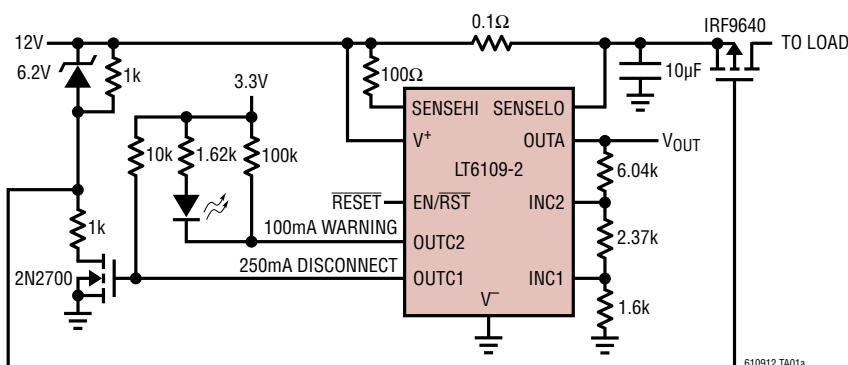 0.1Ω
IRF9640
12V
TO LOAD
6.2V
1k
100Ω
10µF
3.3V
SENSEHI
SENSELO
V+
OUTA
VOUT
LT6109-2
10k
1.62k
100k
6.04k
RESET
EN/RST
INC2
1k
100mA WARNING
OUTC2
2.37k
250mA DISCONNECT
OUTC1
INC1
2N2700
V–
1.6k
610912 TA01a